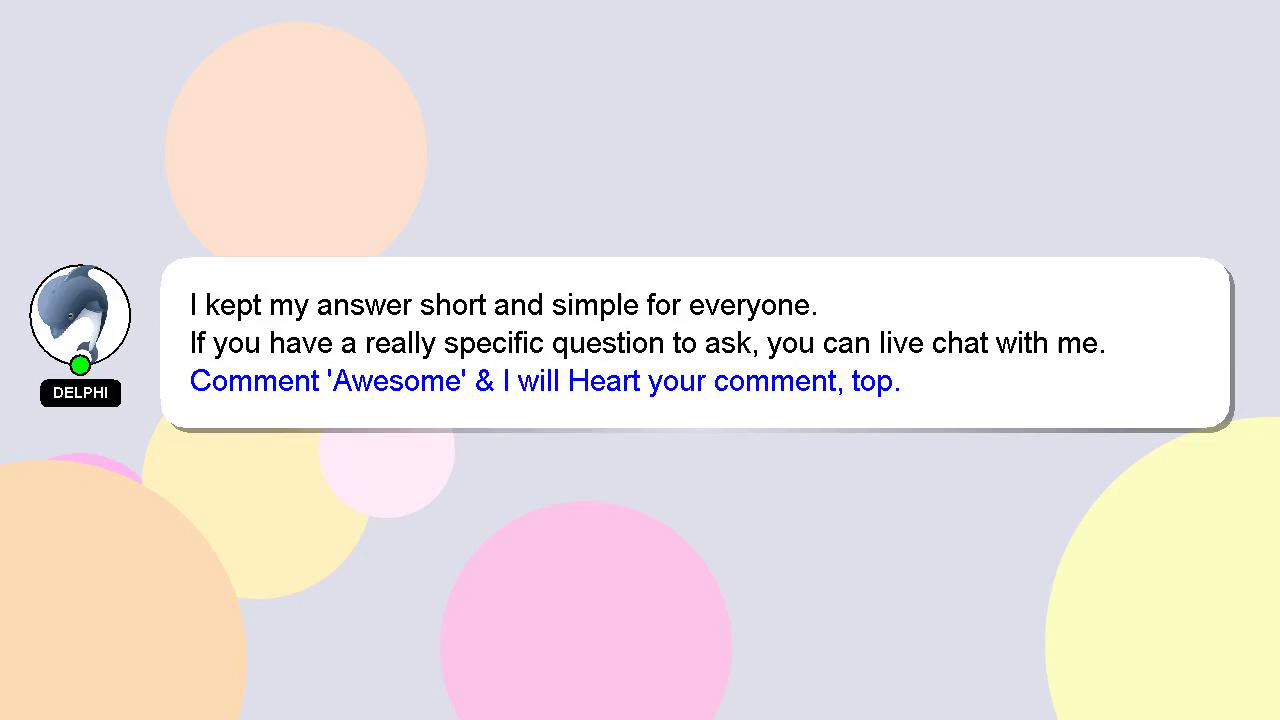 I kept my answer short and simple for everyone.
If you have a really specific question to ask, you can live chat with me.
Comment 'Awesome' & I will Heart your comment, top.
DELPHI